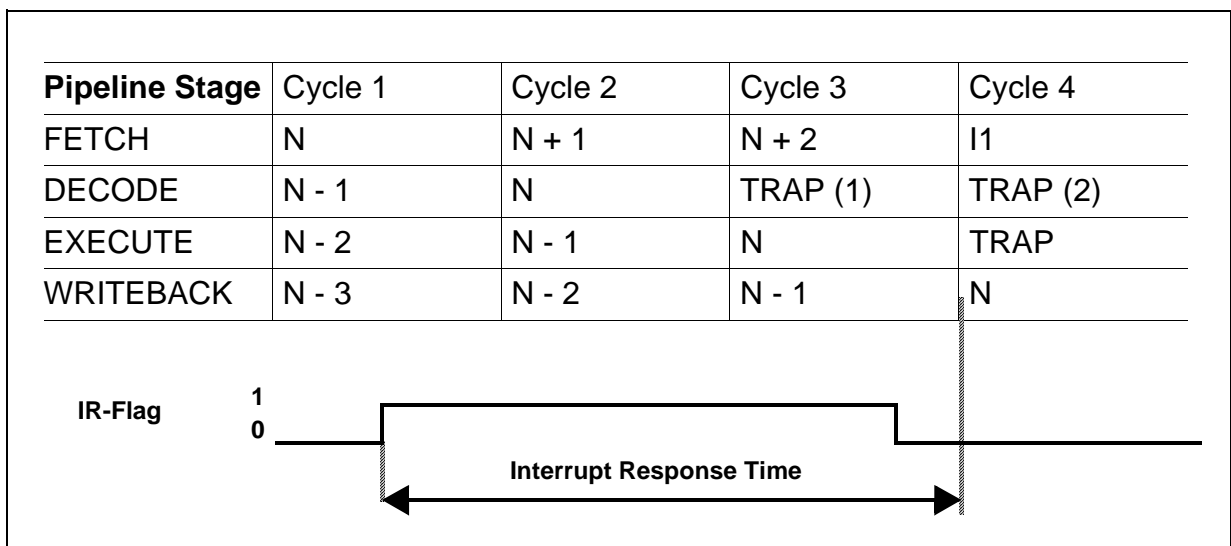 Pipeline Stage Cycle 1 Cycle 2 Cycle 3 Cycle 4
FETCH N N + 1 N + 2 I1
DECODE N - 1 N TRAP (1) TRAP (2)
EXECUTE N - 2 N - 1 N TRAP
WRITEBACK N - 3 N - 2 N - 1 N
IR-Flag 1
0
Interrupt Response Time